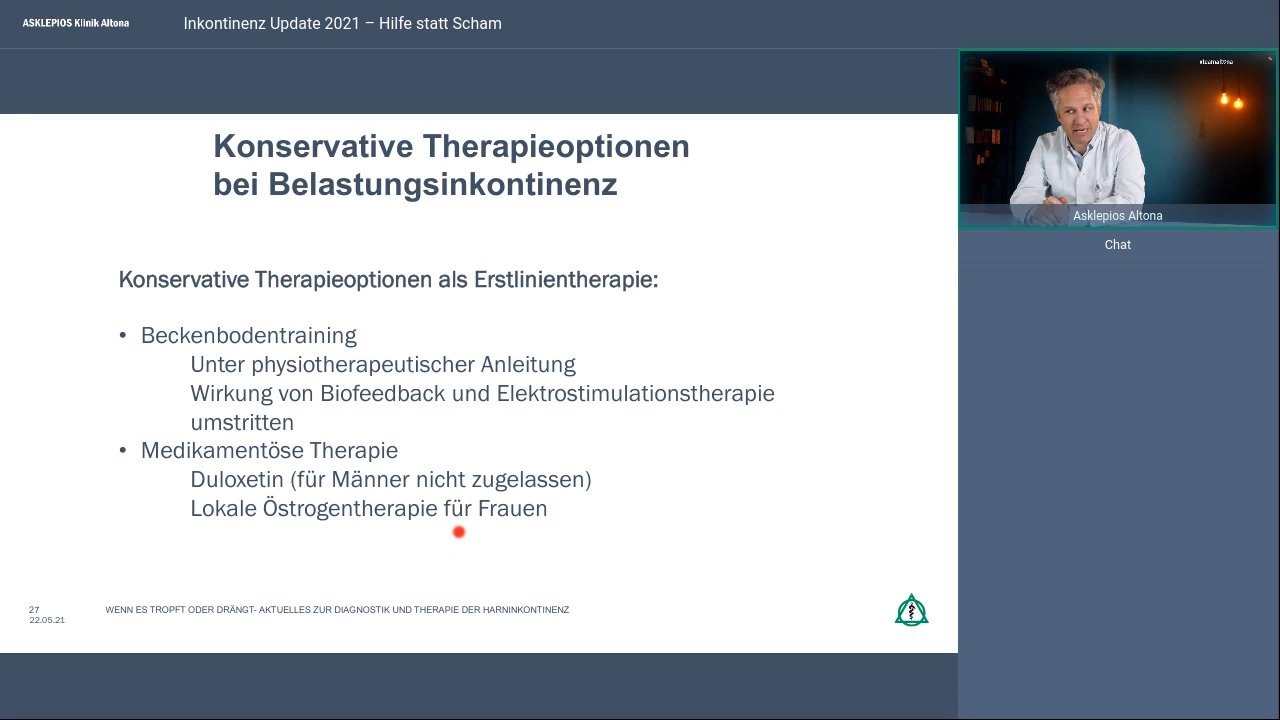 ASKLEPIOS Klinik Altona
Inkontinenz Update 2021 – Hilfe statt Scham
#teamaltona
Asklepios Altona
Chat
Konservative Therapieoptionen
bei Belastungsinkontinenz
Konservative Therapieoptionen als Erstlinientherapie:
• Beckenbodentraining
Unter physiotherapeutischer Anleitung
Wirkung von Biofeedback und Elektrostimulationstherapie
umstritten
• Medikamentöse Therapie
Duloxetin (für Männer nicht zugelassen)
Lokale Östrogentherapie für Frauen
27
22.05.21
WENN ES TROPFT ODER DRÄNGT- AKTUELLES ZUR DIAGNOSTIK UND THERAPIE DER HARNINKONTINENZ